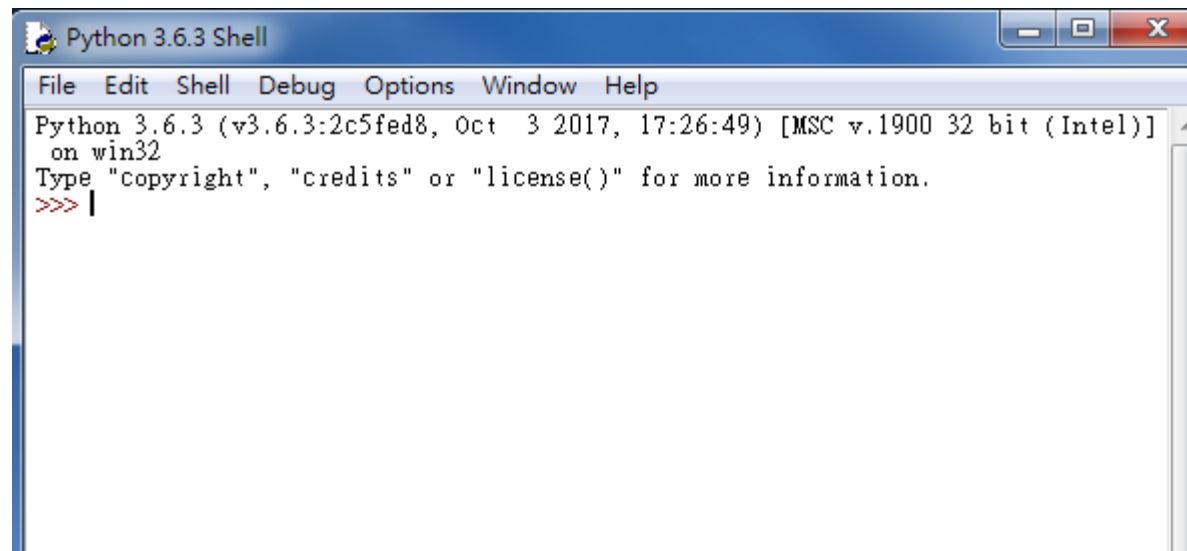 Python 3.6.3 Shell
File Edit Shell Debug Options Window Help
Python 3.6.3 (v3.6.3:2c5fed8, Oct  3 2017, 17:26:49) [MSC v.1900 32 bit (Intel)]
 on win32
Type "copyright", "credits" or "license()" for more information.
>>>